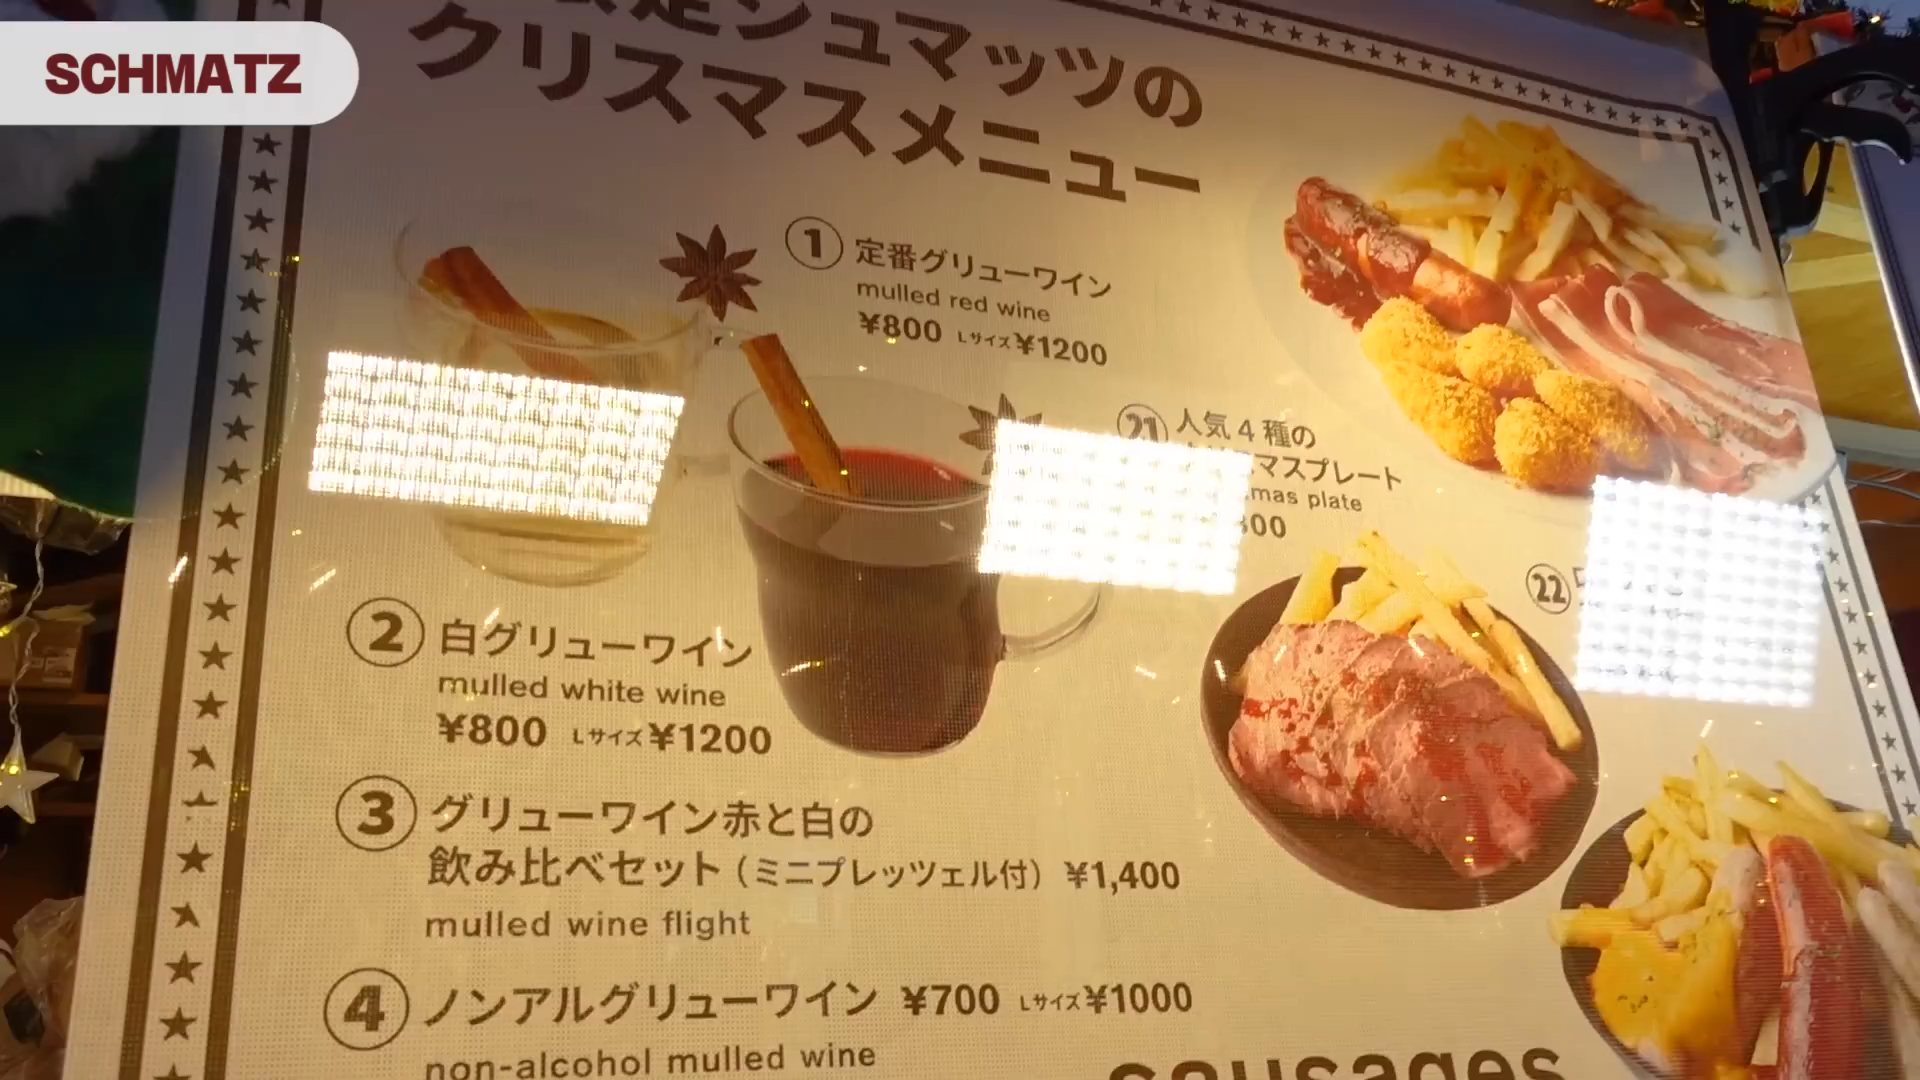 SCHMATZ
定シュマッツの
クリスマスメニュー
① 定番グリューワイン
mulled red wine
¥800 Lサイズ ¥1200
㉑ 人気4種の
マスプレート
mas plate
00
㉒
② 白グリューワイン
mulled white wine
¥800 Lサイズ ¥1200
③ グリューワイン赤と白の
飲み比べセット（ミニプレッツェル付） ¥1,400
mulled wine flight
④ ノンアルグリューワイン ¥700 Lサイズ ¥1000
non-alcohol mulled wine
sausages